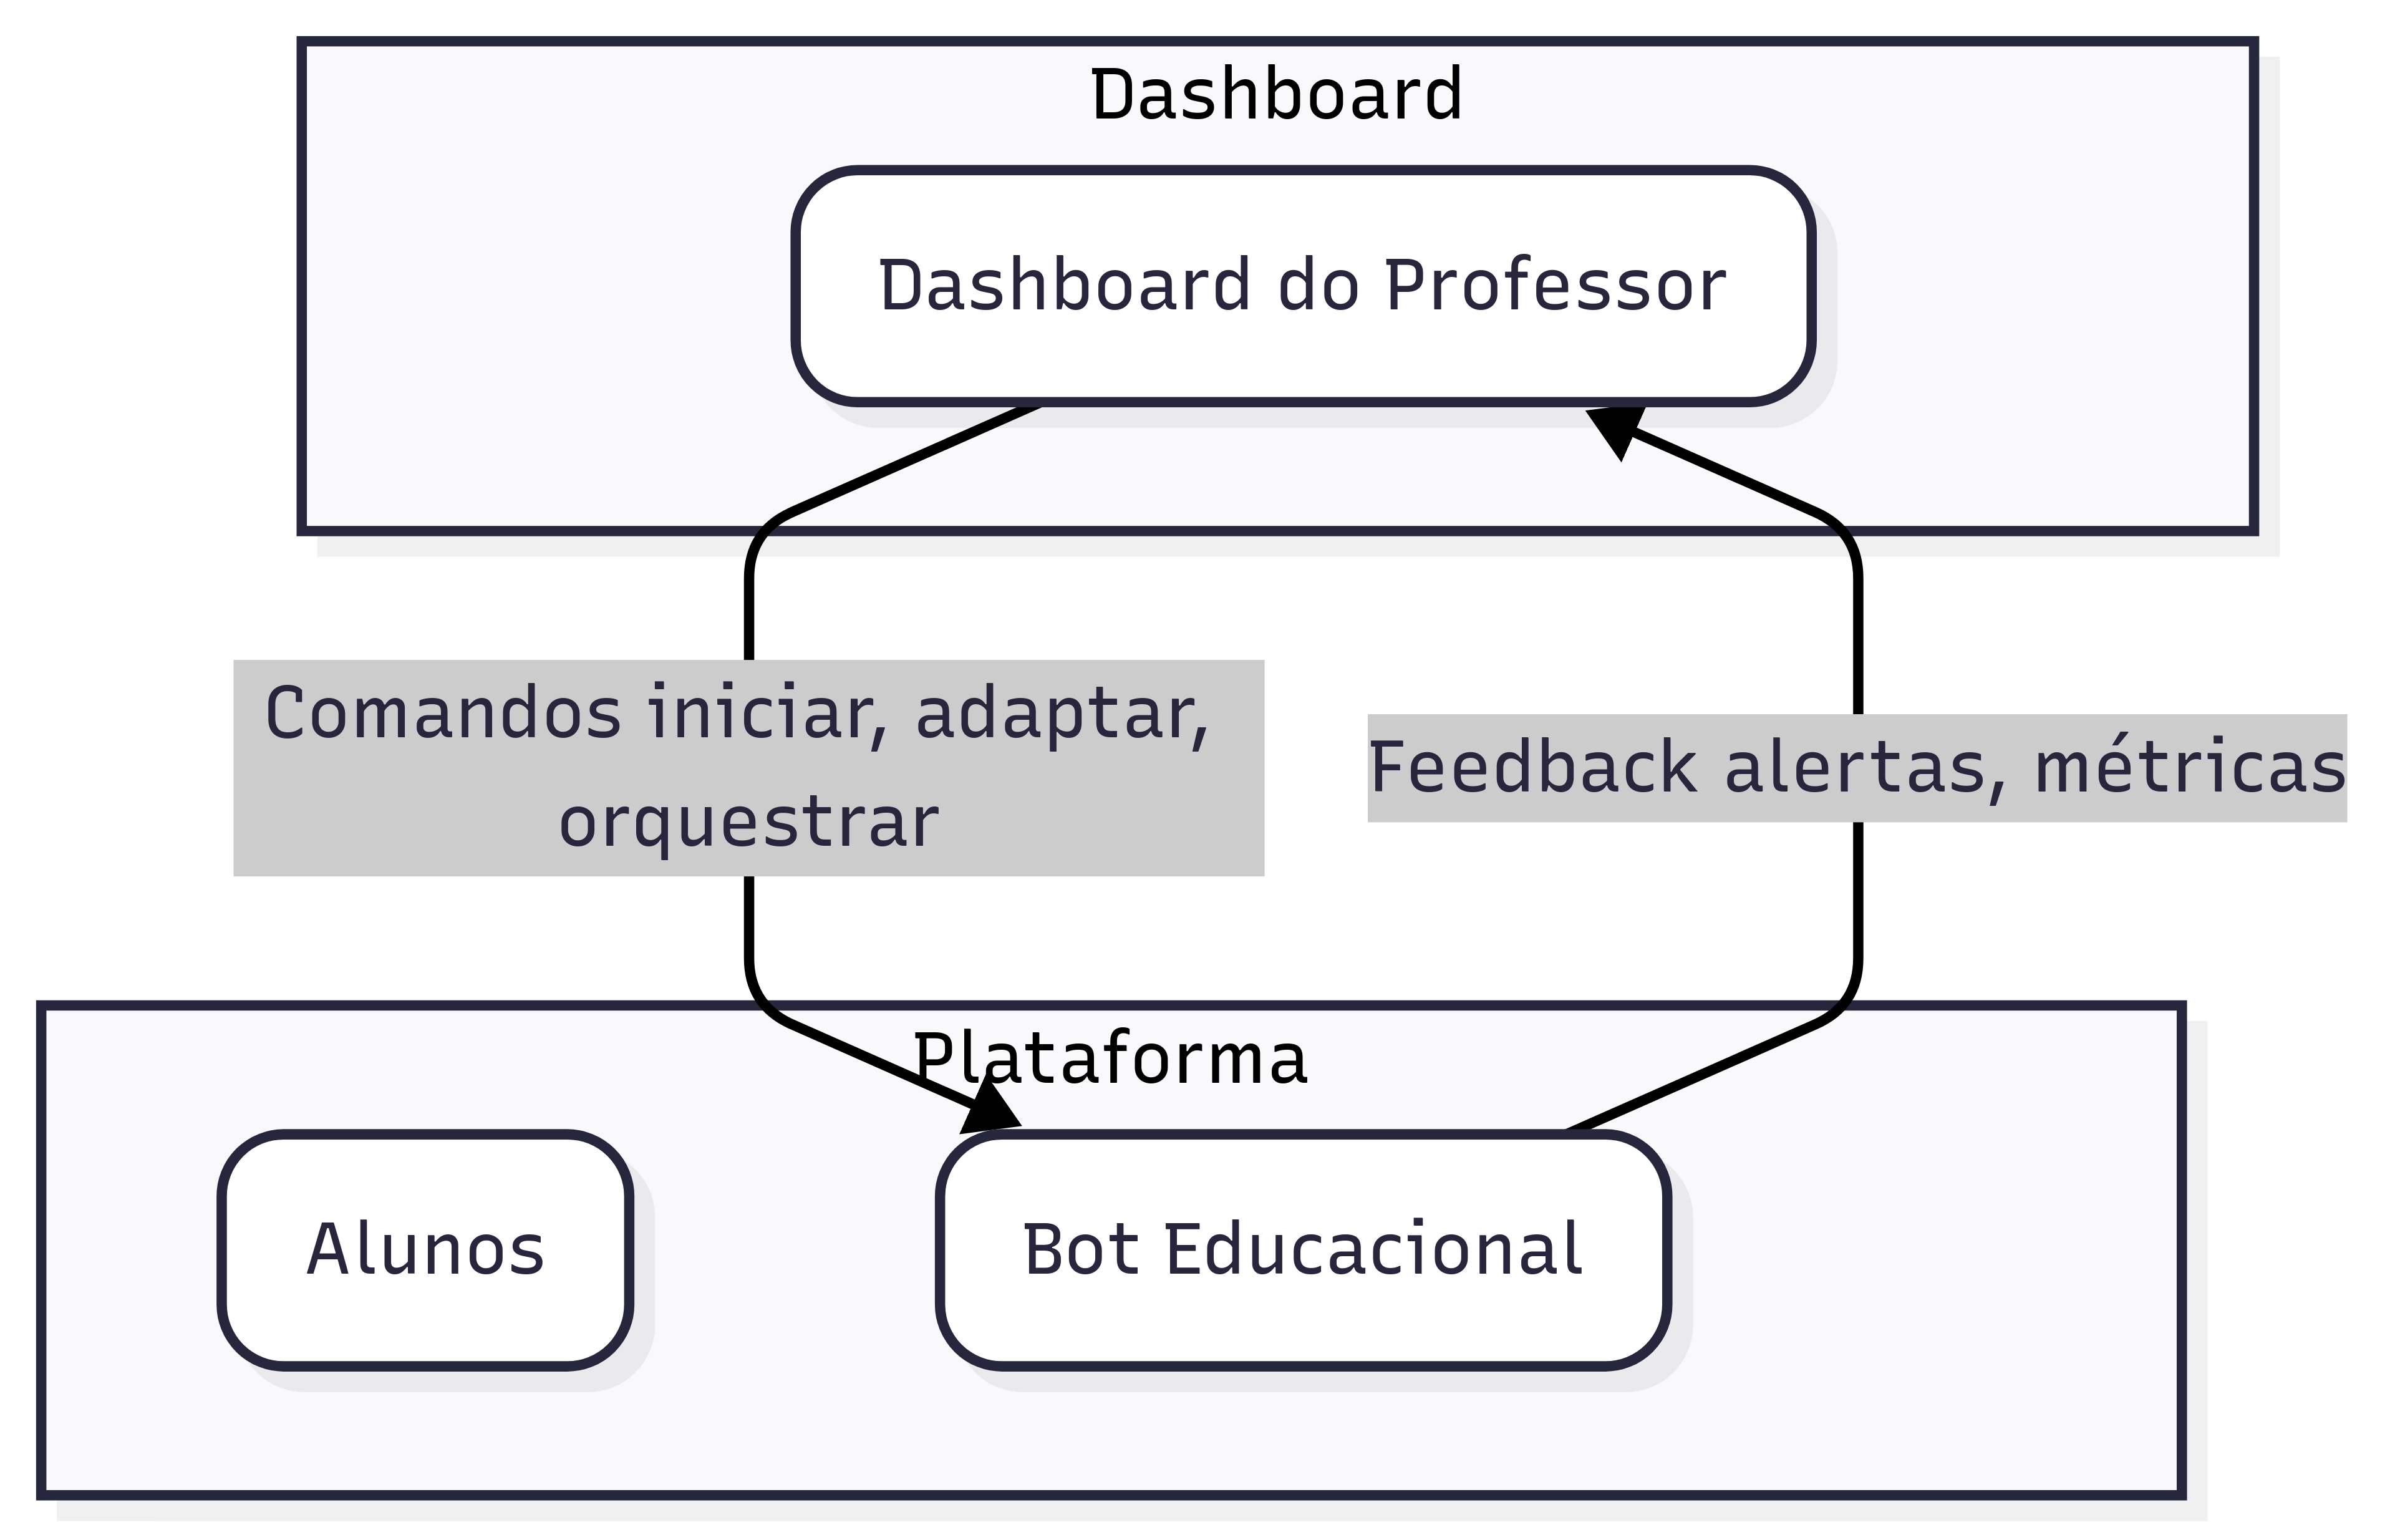 Dashboard
Dashboard do Professor
Comandos iniciar, adaptar,
orquestrar
Feedback alertas, métricas
Plataforma
Alunos
Bot Educacional